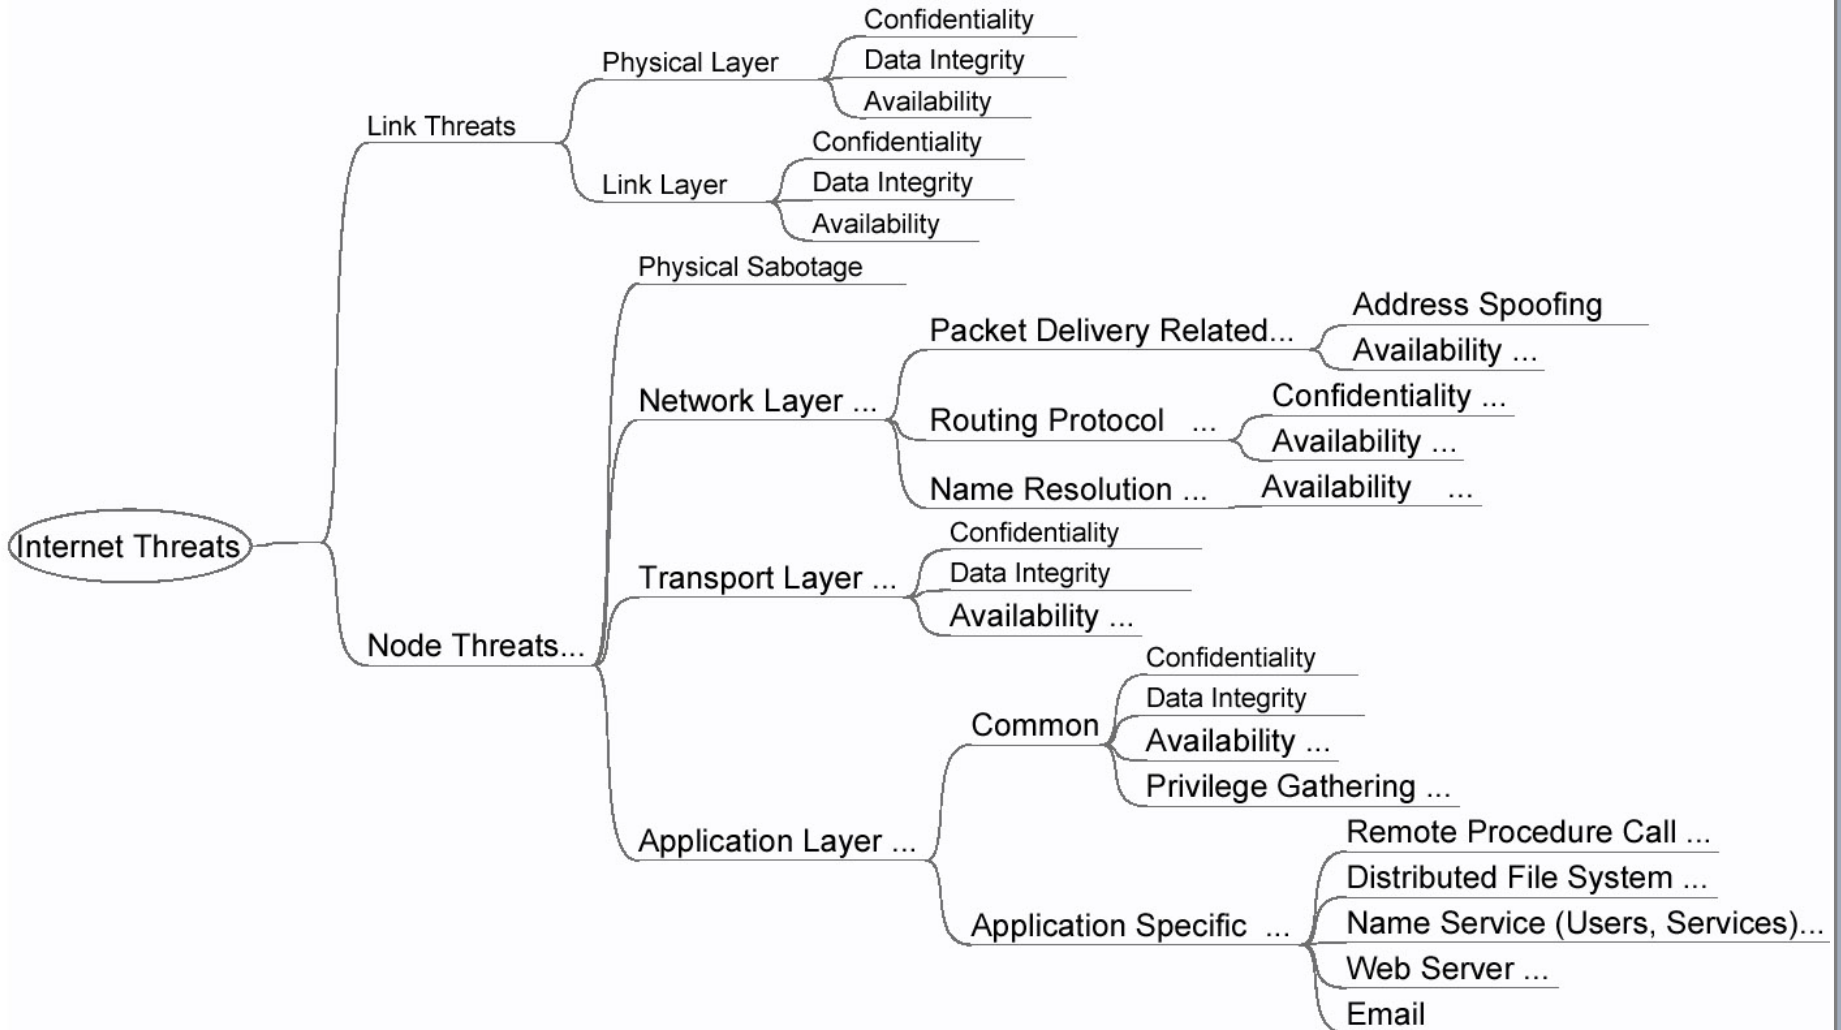 Confidentiality
Physical Layer
Data Integrity
Availability
Link Threats
Confidentiality
Link Layer
Data Integrity
Availability
Physical Sabotage
Packet Delivery Related...
Address Spoofing
Availability ...
Network Layer ...
Routing Protocol ...
Confidentiality ...
Availability ...
Name Resolution ...
Availability ...
Internet Threats
Node Threats...
Transport Layer ...
Confidentiality
Data Integrity
Availability ...
Application Layer ...
Common
Confidentiality
Data Integrity
Availability ...
Privilege Gathering ...
Application Specific ...
Remote Procedure Call ...
Distributed File System ...
Name Service (Users, Services)...
Web Server ...
Email